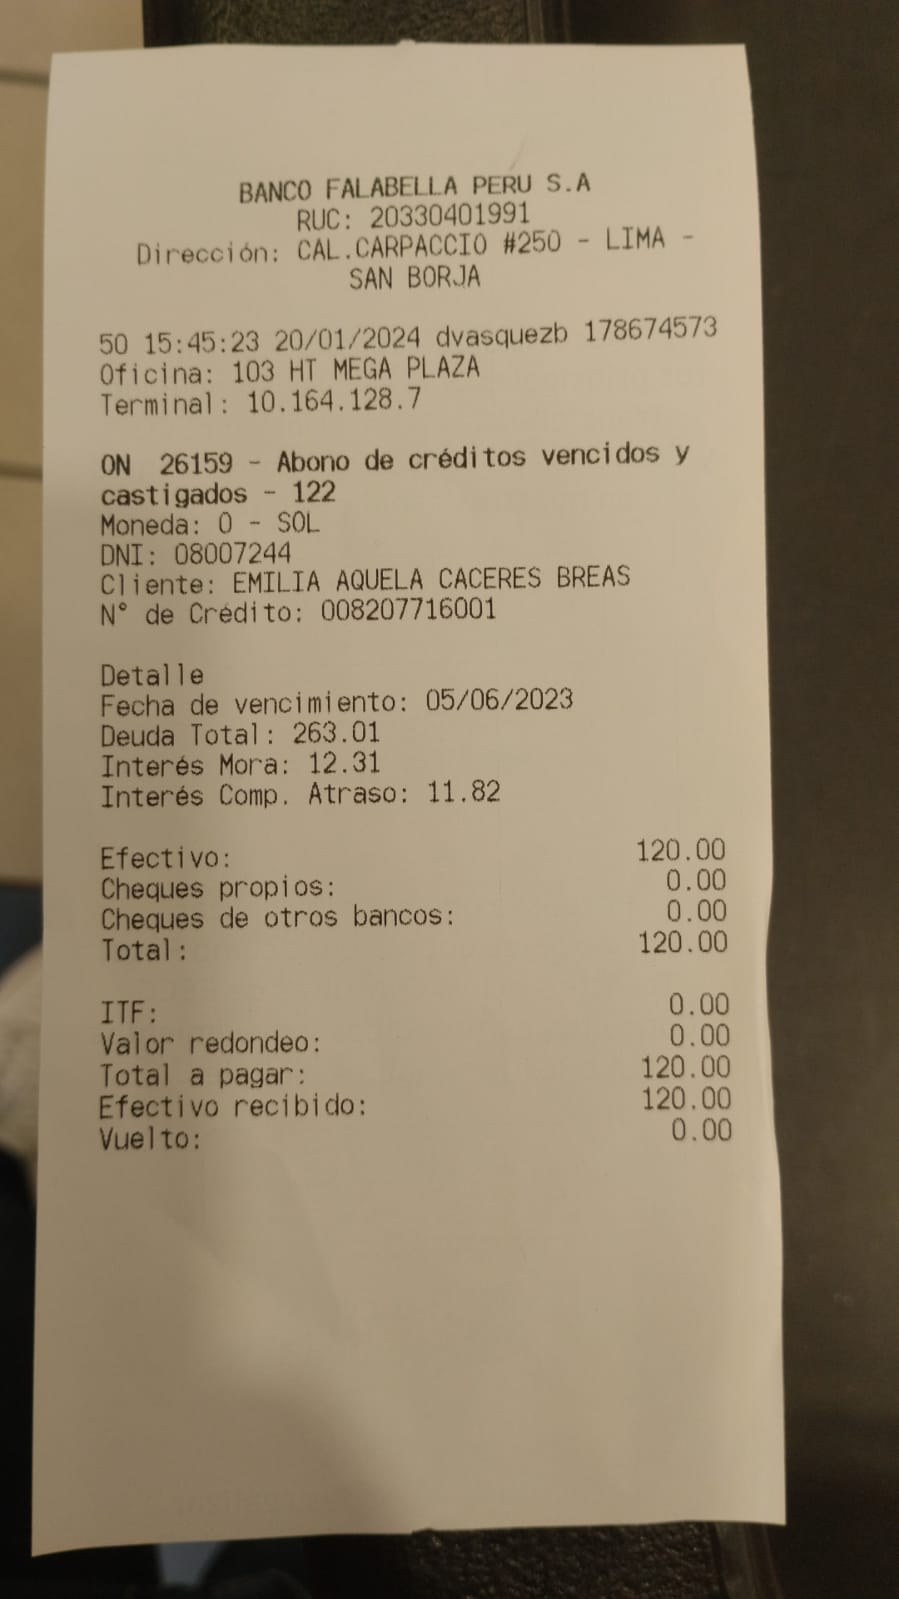 BANCO FALABELLA PERU S.A
RUC: 20330401991
Dirección: CAL.CARPACCIO #250 - LIMA -
SAN BORJA
50 15:45:23 20/01/2024 dvasquezb 178674573
Oficina: 103 HT MEGA PLAZA
Terminal: 10.164.128.7
ON 26159 - Abono de créditos vencidos y
castigados - 122
Moneda: 0 - SOL
DNI: 08007244
Cliente: EMILIA AQUELA CACERES BREAS
N° de Crédito: 008207716001
Detalle
Fecha de vencimiento: 05/06/2023
Deuda Total: 263.01
Interés Mora: 12.31
Interés Comp. Atraso: 11.82
Efectivo: 120.00
Cheques propios: 0.00
Cheques de otros bancos: 0.00
Total: 120.00
ITF: 0.00
Valor redondeo: 0.00
Total a pagar: 120.00
Efectivo recibido: 120.00
Vuelto: 0.00